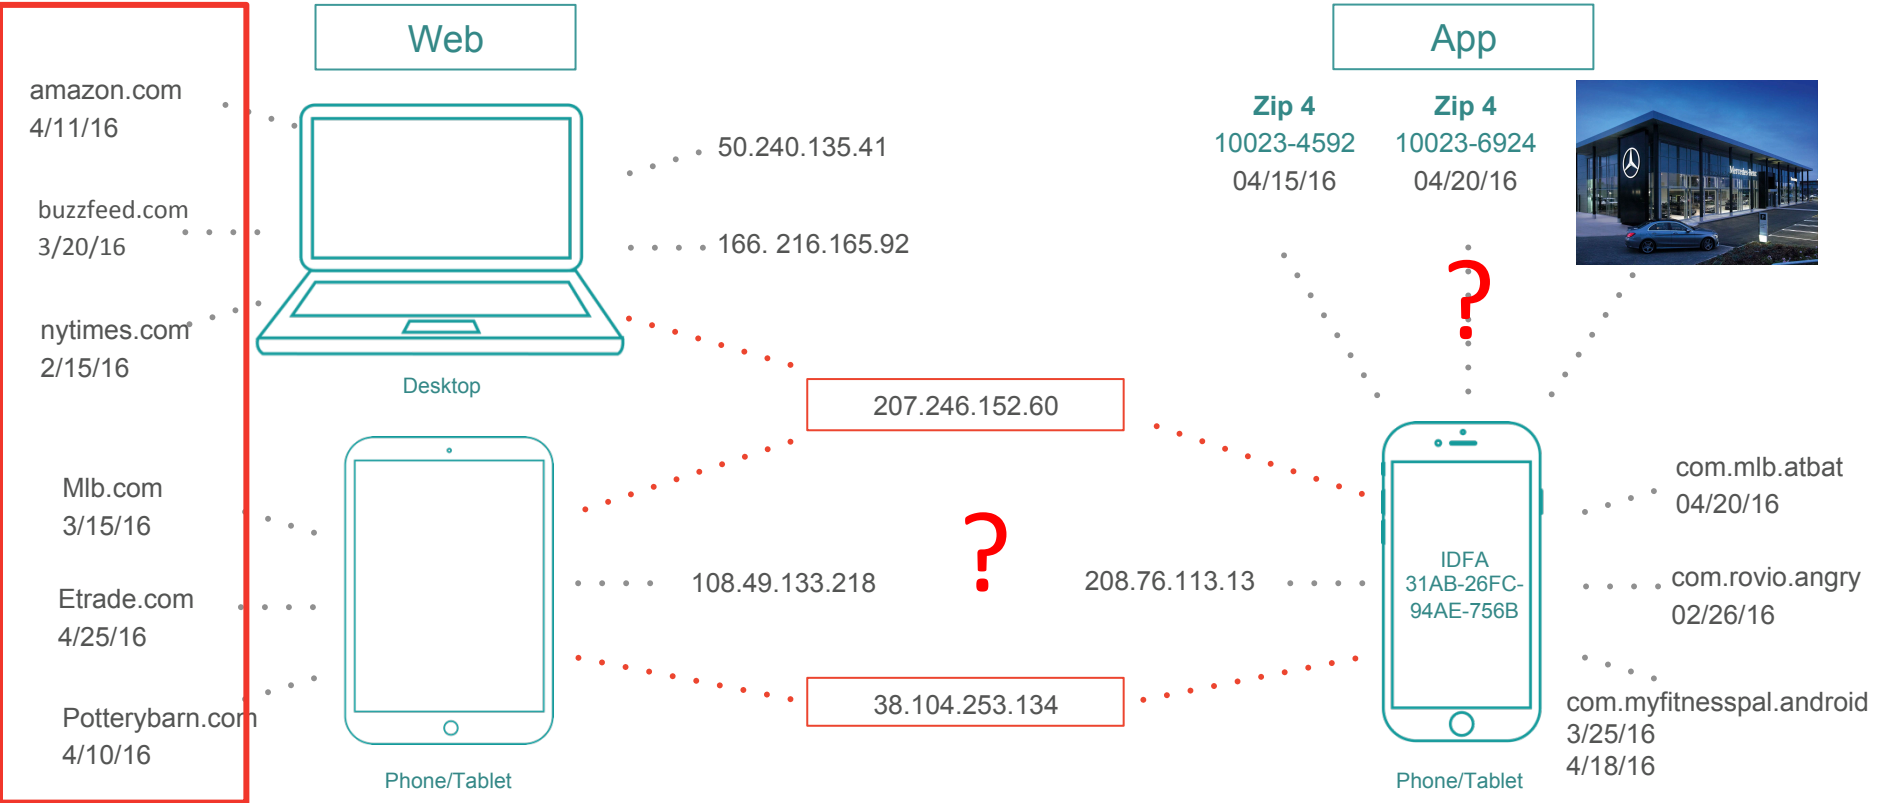 Web
App
amazon.com
4/11/16
buzzfeed.com
3/20/16
nytimes.com
2/15/16
Desktop
50.240.135.41
166. 216.165.92
Zip 4
10023-4592
04/15/16
Zip 4
10023-6924
04/20/16
Mercedes-Benz
?
207.246.152.60
Mlb.com
3/15/16
Etrade.com
4/25/16
Potterybarn.com
4/10/16
Phone/Tablet
108.49.133.218
?
208.76.113.13
38.104.253.134
IDFA
31AB-26FC-
94AE-756B
Phone/Tablet
com.mlb.atbat
04/20/16
com.rovio.angry
02/26/16
com.myfitnesspal.android
3/25/16
4/18/16